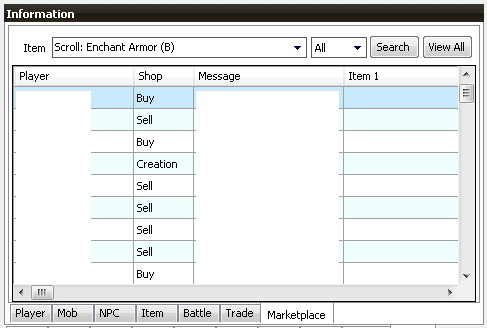 Information
Item Scroll: Enchant Armor (B) All Search View All
Player Shop Message Item 1
Buy
Sell
Buy
Creation
Sell
Sell
Sell
Sell
Buy
Player Mob NPC Item Battle Trade Marketplace